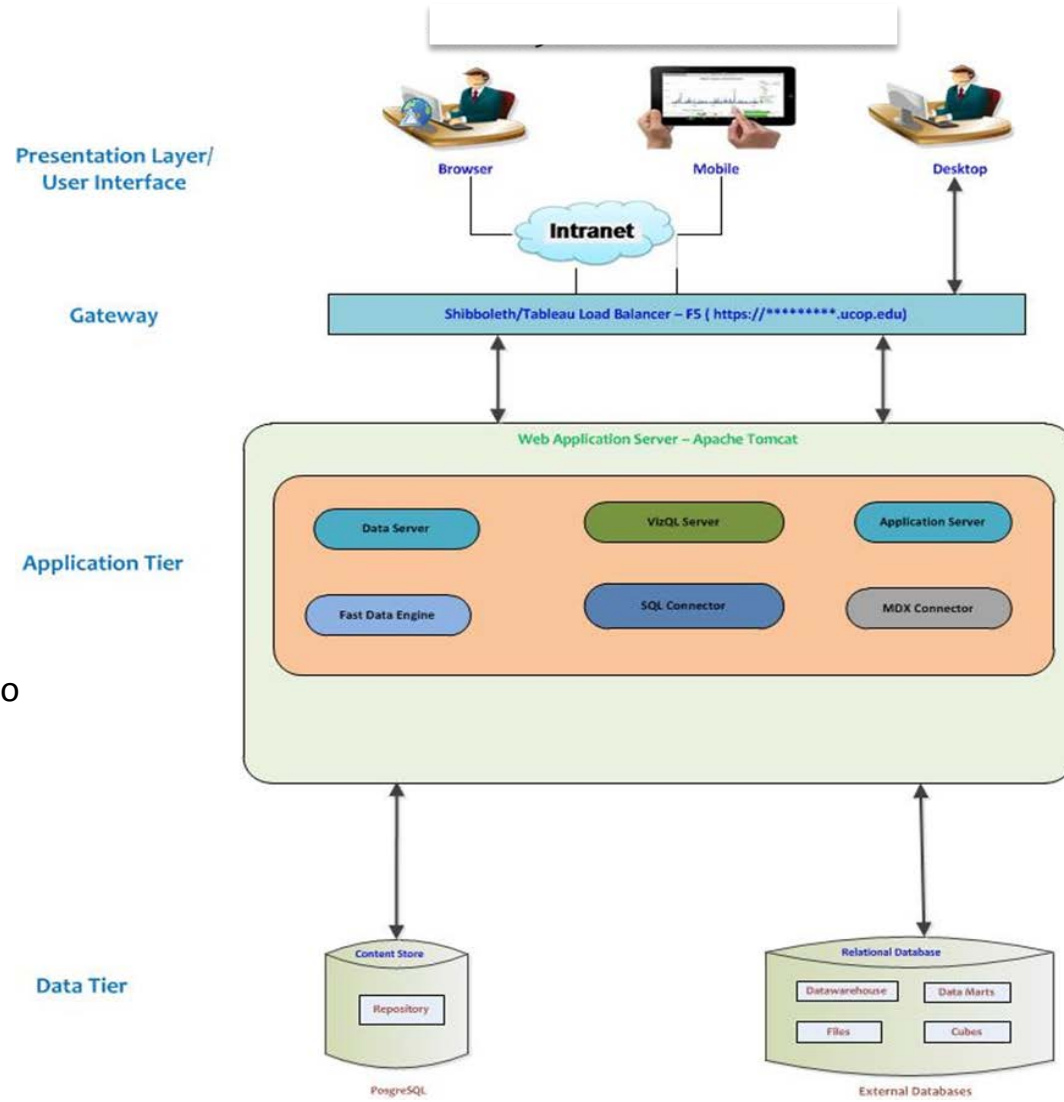 Browser
Mobile
Desktop
Presentation Layer/
User Interface
Intranet
Gateway
Shibboleth/Tableau Load Balancer – F5 ( https://*********.ucop.edu)
Web Application Server – Apache Tomcat
Data Server
VizQL Server
Application Server
Application Tier
Fast Data Engine
SQL Connector
MDX Connector
o
Data Tier
Content Store
Repository
PosgreSQL
Relational Database
Datawarehouse
Data Marts
Files
Cubes
External Databases